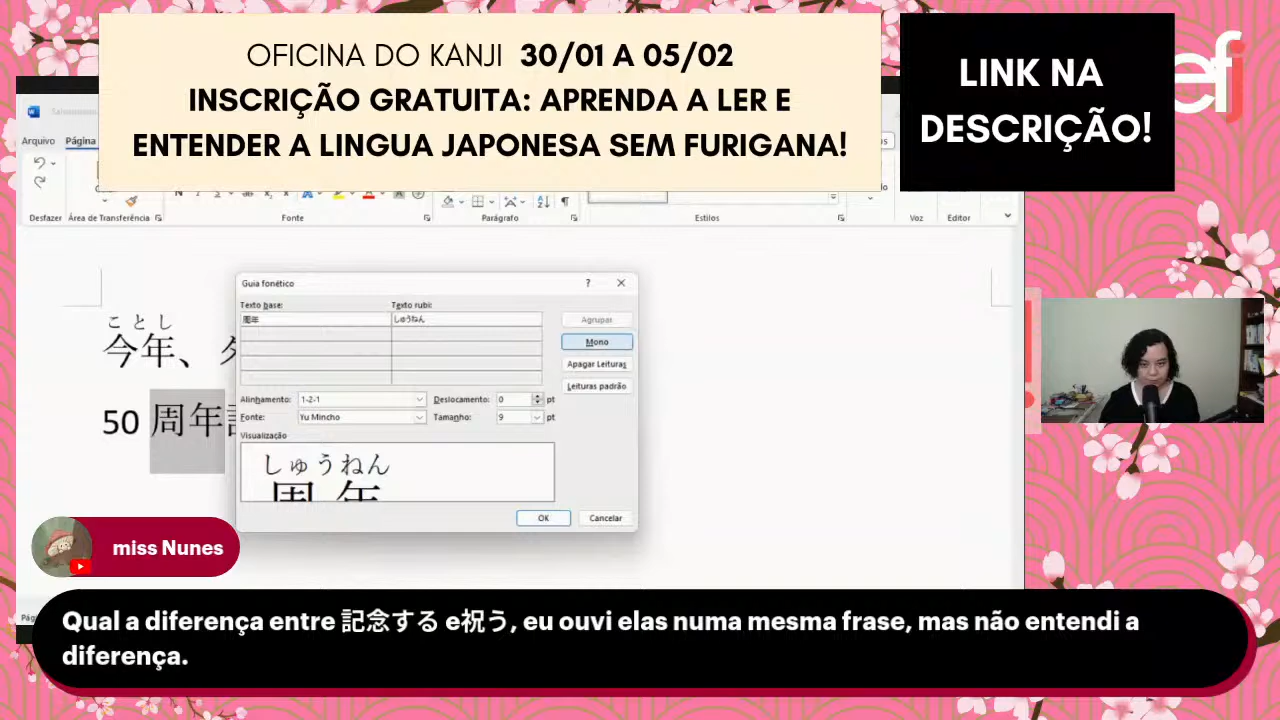 OFICINA DO KANJI 30/01 A 05/02
INSCRIÇÃO GRATUITA: APRENDA A LER E
ENTENDER A LINGUA JAPONESA SEM FURIGANA!
LINK NA
DESCRIÇÃO!
efj
Arquivo Página
Desfazer Área de Transferência Fonte Parágrafo Estilos Voz Editor
ことし
今年、
50 周年
Guia fonético ?
Texto base: Texto rubi:
周年 しゅうねん
Agrupar
Mono
Apagar Leituras
Leituras padrão
Alinhamento: 1-2-1 Deslocamento: 0 pt
Fonte: Yu Mincho Tamanho: 9 pt
Visualização
しゅうねん
周年
OK Cancelar
miss Nunes
Qual a diferença entre 記念する e祝う, eu ouvi elas numa mesma frase, mas não entendi a
diferença.